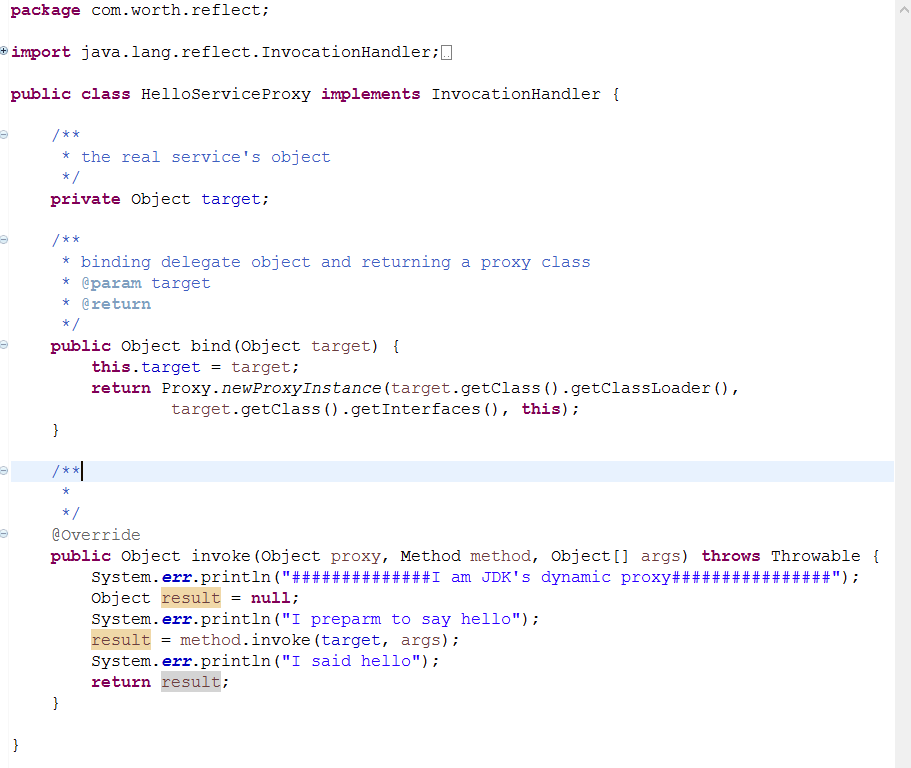 package com.worth.reflect;
import java.lang.reflect.InvocationHandler;
public class HelloServiceProxy implements InvocationHandler {
/**
* the real service's object
*/
private Object target;
/**
* binding delegate object and returning a proxy class
* @param target
* @return
*/
public Object bind(Object target) {
this.target = target;
return Proxy.newProxyInstance(target.getClass().getClassLoader(),
target.getClass().getInterfaces(), this);
}
/**
*
*/
@Override
public Object invoke(Object proxy, Method method, Object[] args) throws Throwable {
System.err.println("##############I am JDK's dynamic proxy################");
Object result = null;
System.err.println("I preparm to say hello");
result = method.invoke(target, args);
System.err.println("I said hello");
return result;
}
}